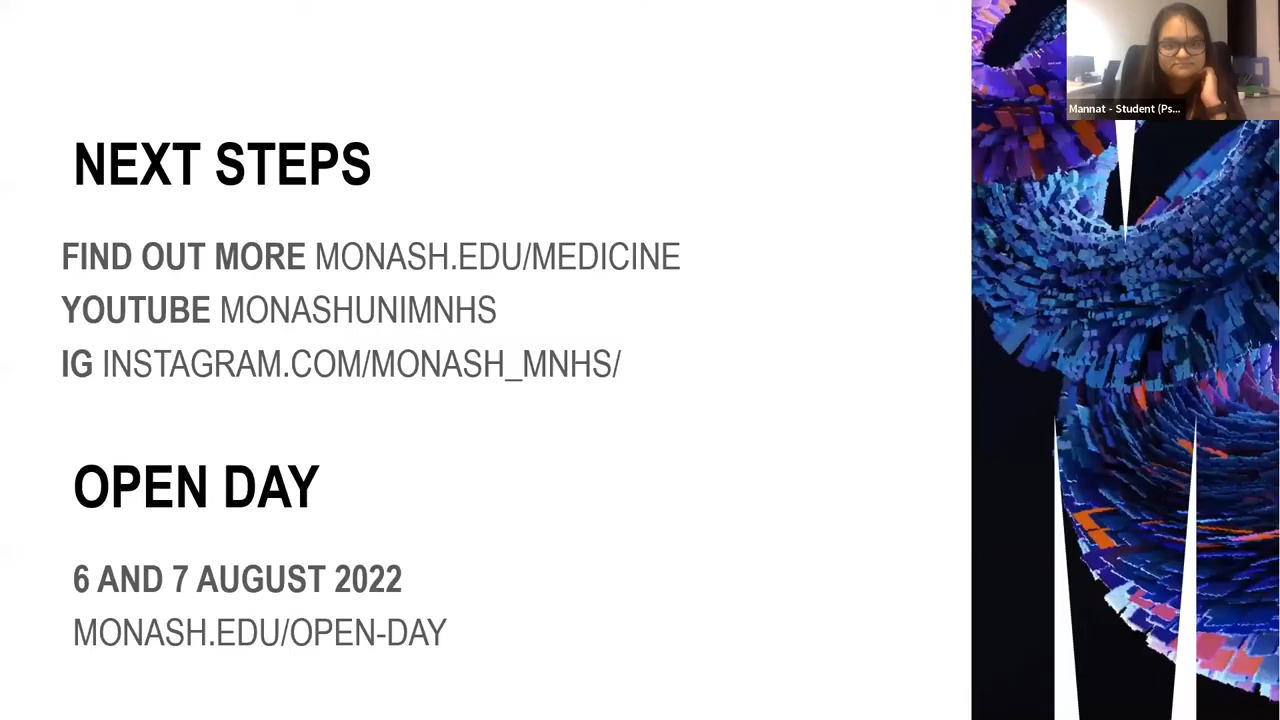 Mannat - Student (Ps...
NEXT STEPS
FIND OUT MORE MONASH.EDU/MEDICINE
YOUTUBE MONASHUNIMNHS
IG INSTAGRAM.COM/MONASH_MNHS/
OPEN DAY
6 AND 7 AUGUST 2022
MONASH.EDU/OPEN-DAY